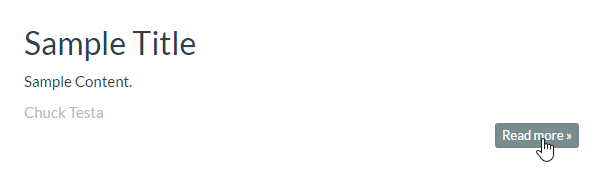 Sample Title
Sample Content.
Chuck Testa
Read more »